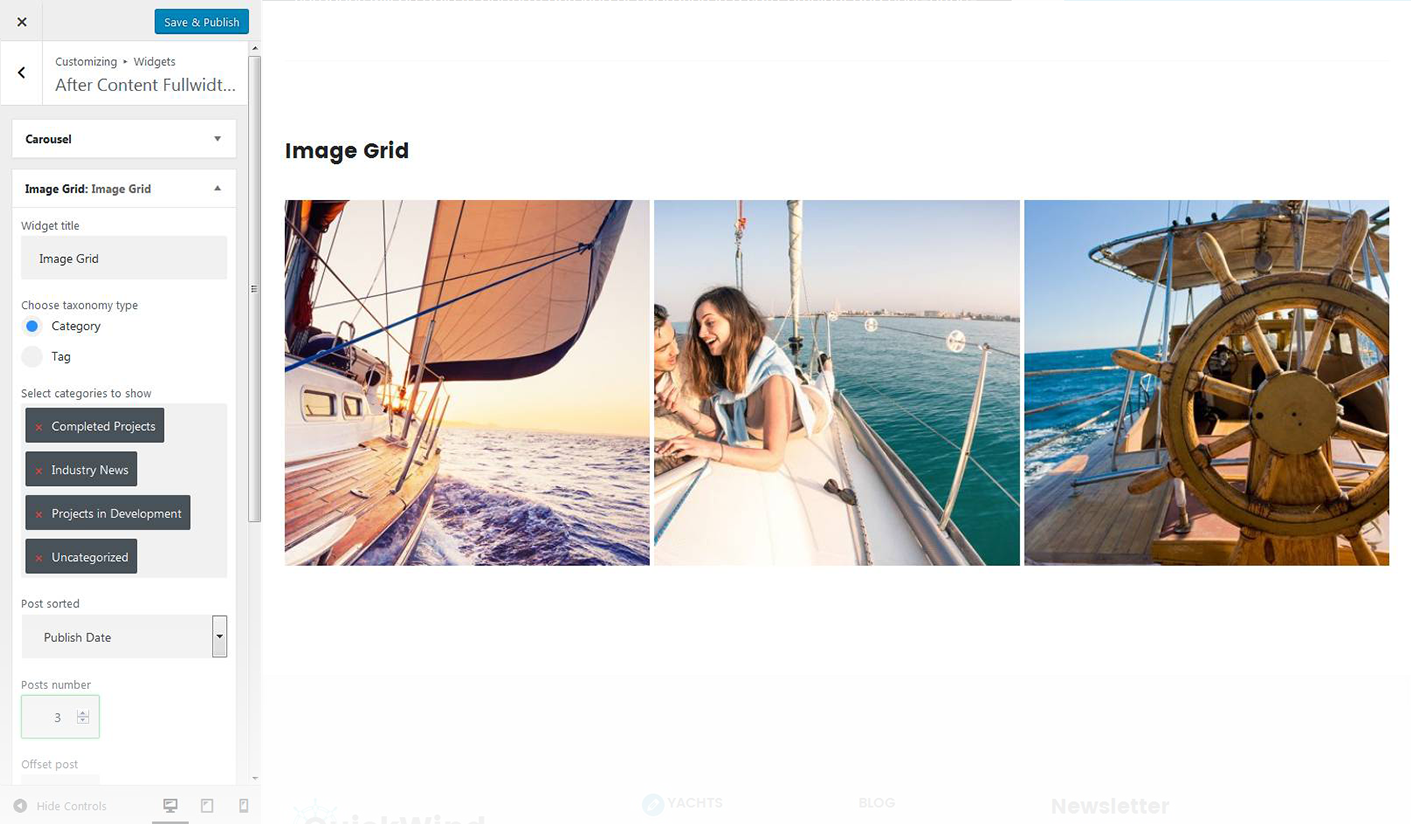 Save & Publish
Customizing ▸ Widgets
After Content Fullwidt...
Carousel
Image Grid: Image Grid
Widget title
Image Grid
Choose taxonomy type
Category
Tag
Select categories to show
× Completed Projects
× Industry News
× Projects in Development
× Uncategorized
Post sorted
Publish Date
Posts number
3
Offset post
Hide Controls
Image Grid
QuickWind
YACHTS
BLOG
Newsletter